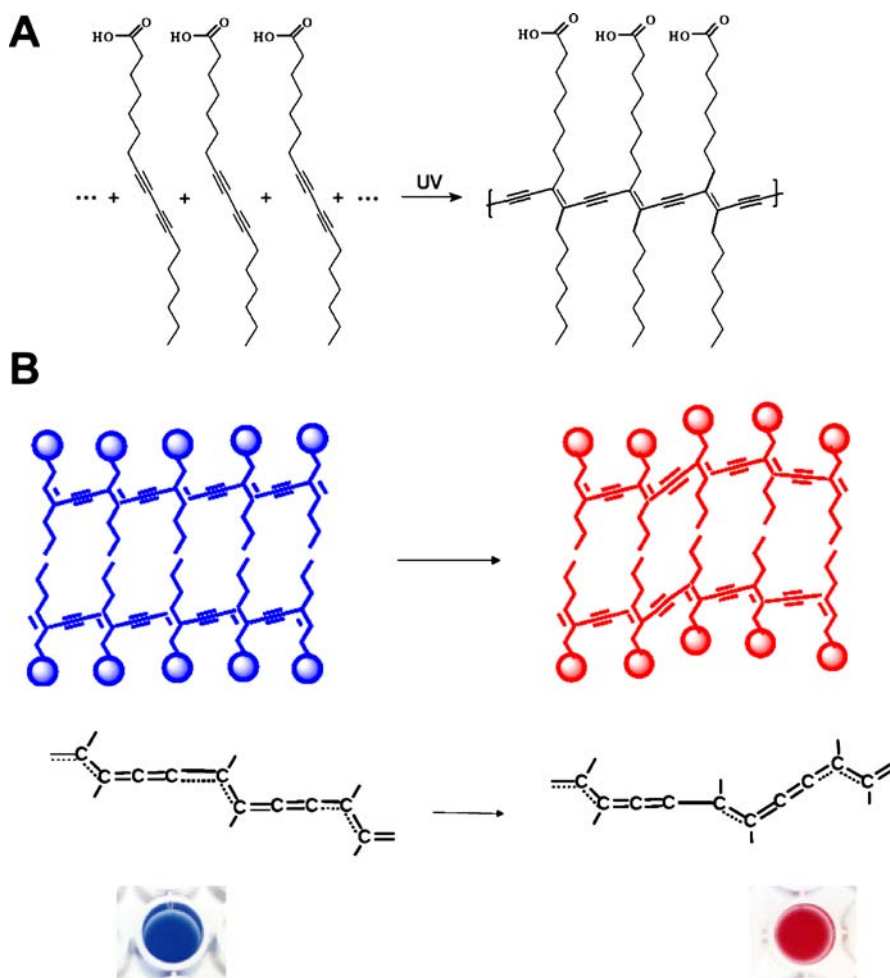 A
HO O HO O HO O HO O HO O HO O
... + + + + ... UV
B
C C=C=C C C=C=C=C C C=
C C=C=C C C C=C=C C C=